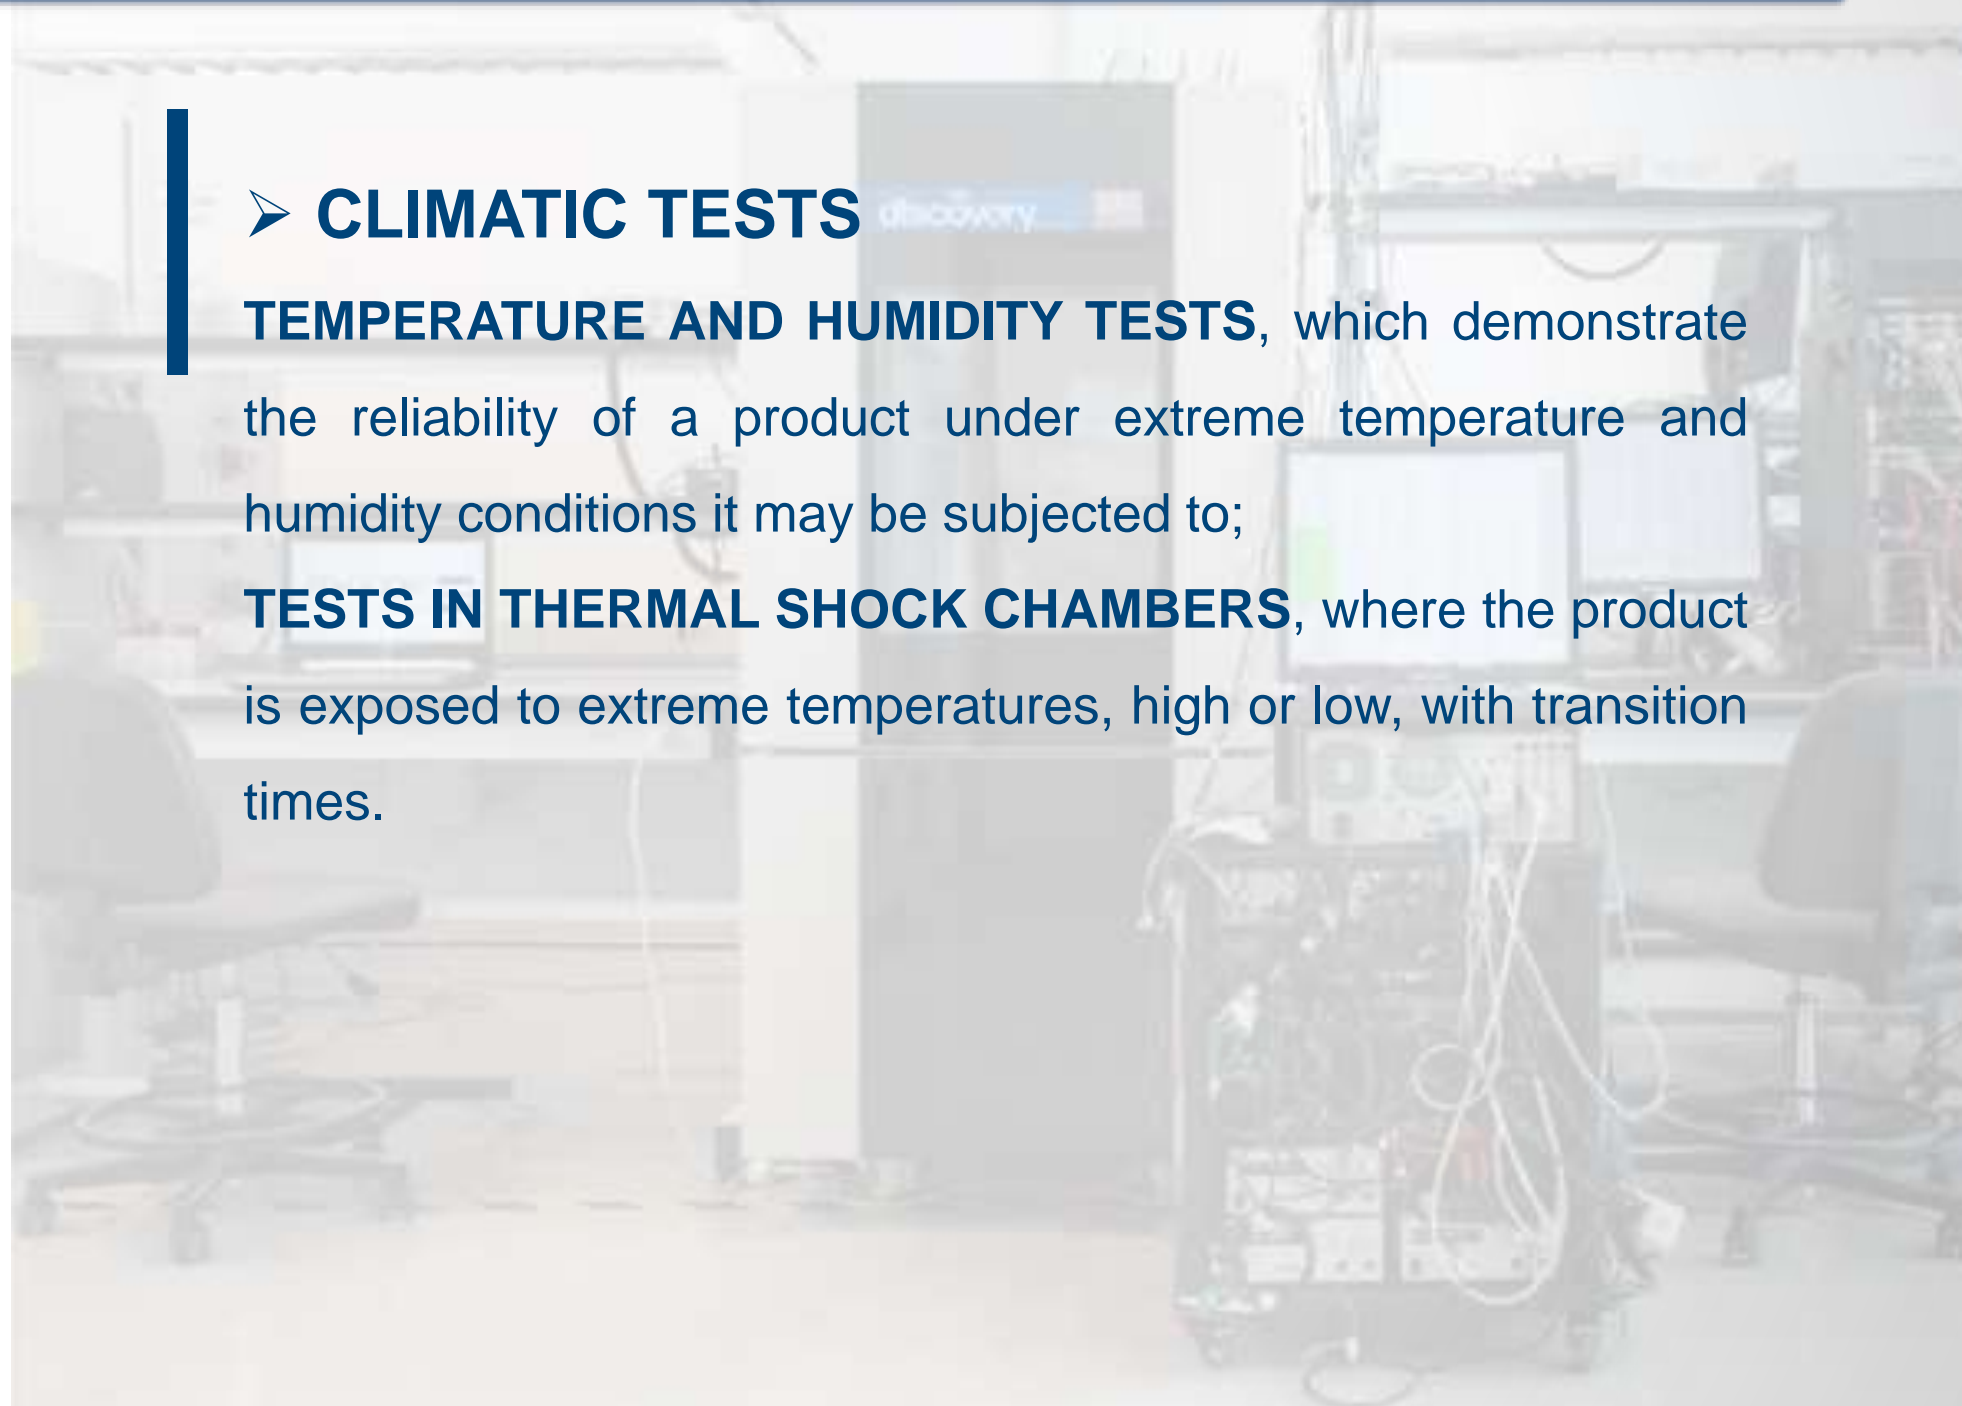 ➢ CLIMATIC TESTS
discovery
TEMPERATURE AND HUMIDITY TESTS, which demonstrate
the reliability of a product under extreme temperature and
humidity conditions it may be subjected to;
TESTS IN THERMAL SHOCK CHAMBERS, where the product
is exposed to extreme temperatures, high or low, with transition
times.